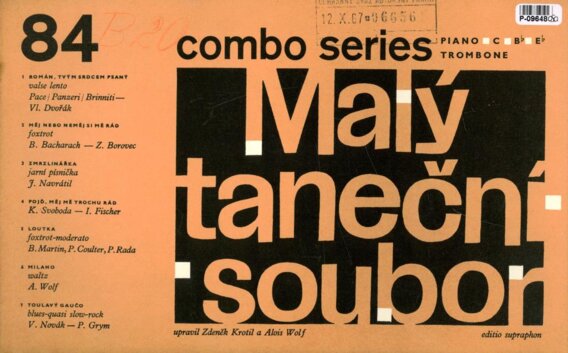 84
combo series
PIANO C B♭ E♭
TROMBONE
12.X.67*06956
P-096480
1 ROMÁN, TVÝM SRDCEM PSANÝ
valse lento
Pace / Panzeri / Brinniti —
Vl. Dvořák
2 MĚJ NEBO NEMĚJ SI MĚ RÁD
foxtrot
B. Bacharach — Z. Borovec
3 ZMRZLINÁŘKA
jarní písnička
J. Navrátil
4 POJĎ, MĚJ MĚ TROCHU RÁD
K. Svoboda — I. Fischer
5 LOUTKA
foxtrot-moderato
B. Martin, P. Coulter, P. Rada
6 MILANO
waltz
A. Wolf
7 TOULAVÝ GAUČO
blues-quasi slow-rock
V. Novák — P. Grym
Malý
taneční
soubor
upravil Zdeněk Krotil a Alois Wolf
editio supraphon